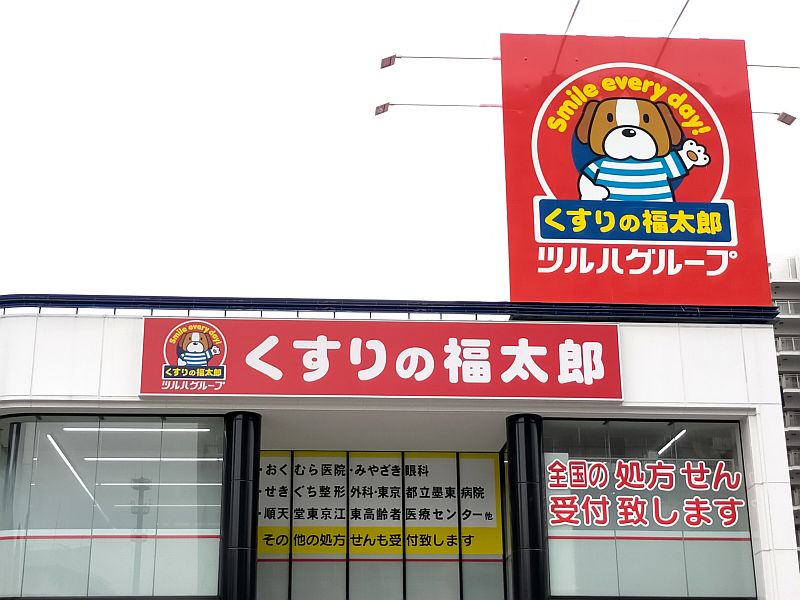 Smile every day!
くすりの福太郎
ツルハグループ
Smile every day!
くすりの福太郎
ツルハグループ
くすりの福太郎
・おくむら医院・みやざき眼科
・せきぐち整形外科・東京都立墨東病院
・順天堂東京江東高齢者医療センター他
その他の処方せんも受付致します
全国の処方せん
受付致します